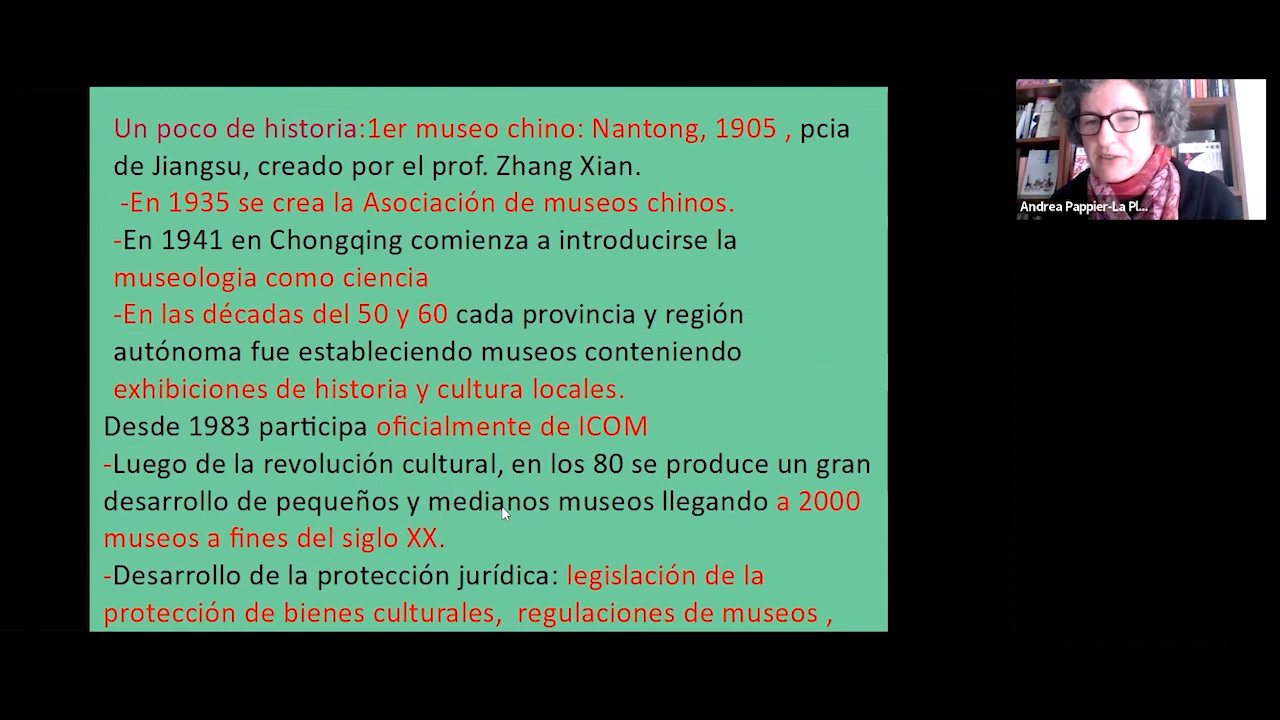 Un poco de historia:1er museo chino: Nantong, 1905 , pcia
de Jiangsu, creado por el prof. Zhang Xian.
-En 1935 se crea la Asociación de museos chinos.
-En 1941 en Chongqing comienza a introducirse la
museologia como ciencia
-En las décadas del 50 y 60 cada provincia y región
autónoma fue estableciendo museos conteniendo
exhibiciones de historia y cultura locales.
Desde 1983 participa oficialmente de ICOM
-Luego de la revolución cultural, en los 80 se produce un gran
desarrollo de pequeños y medianos museos llegando a 2000
museos a fines del siglo XX.
-Desarrollo de la protección jurídica: legislación de la
protección de bienes culturales, regulaciones de museos ,
Andrea Pappier-La Pl...